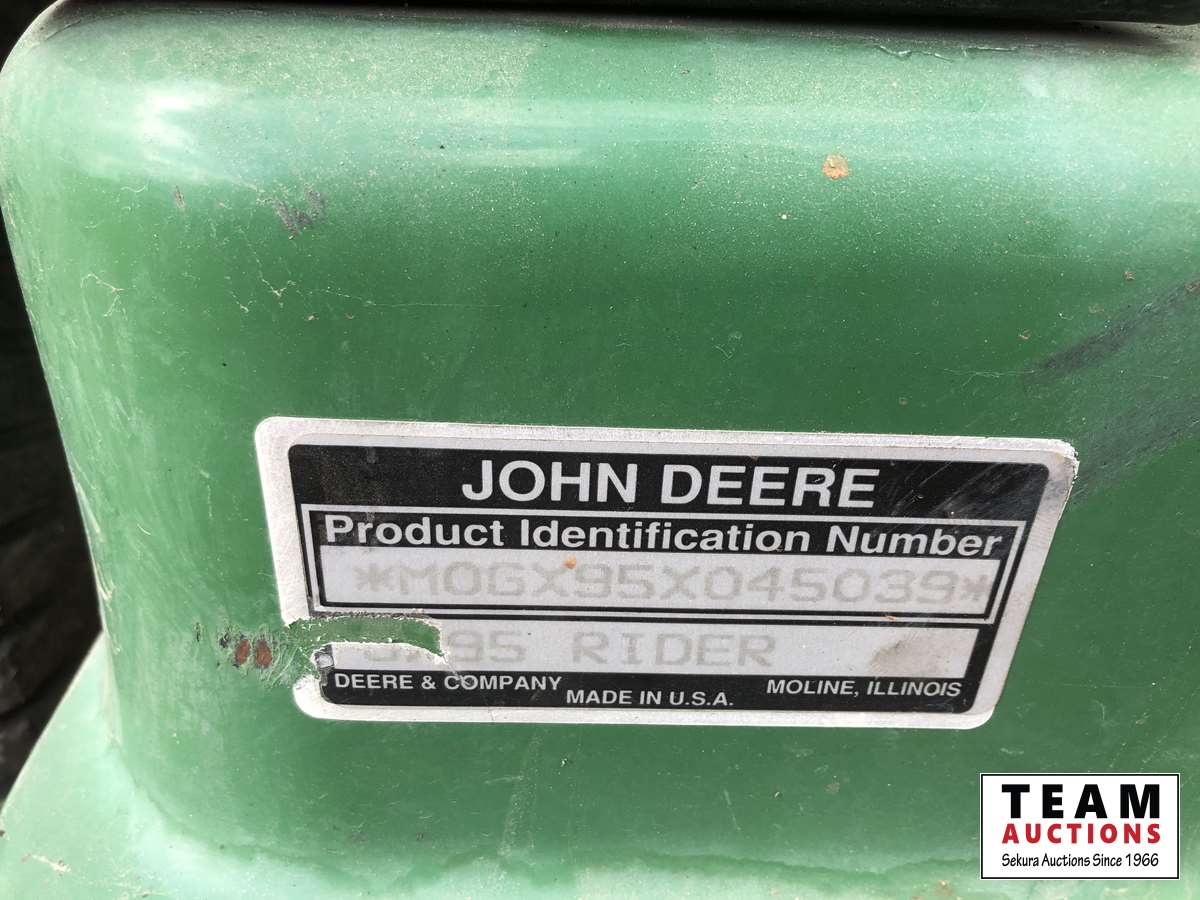 JOHN DEERE
Product Identification Number
*M0GX95X045039*
RIDER
DEERE & COMPANY
MADE IN U.S.A.
MOLINE, ILLINOIS
TEAM
AUCTIONS
Sekura Auctions Since 1966